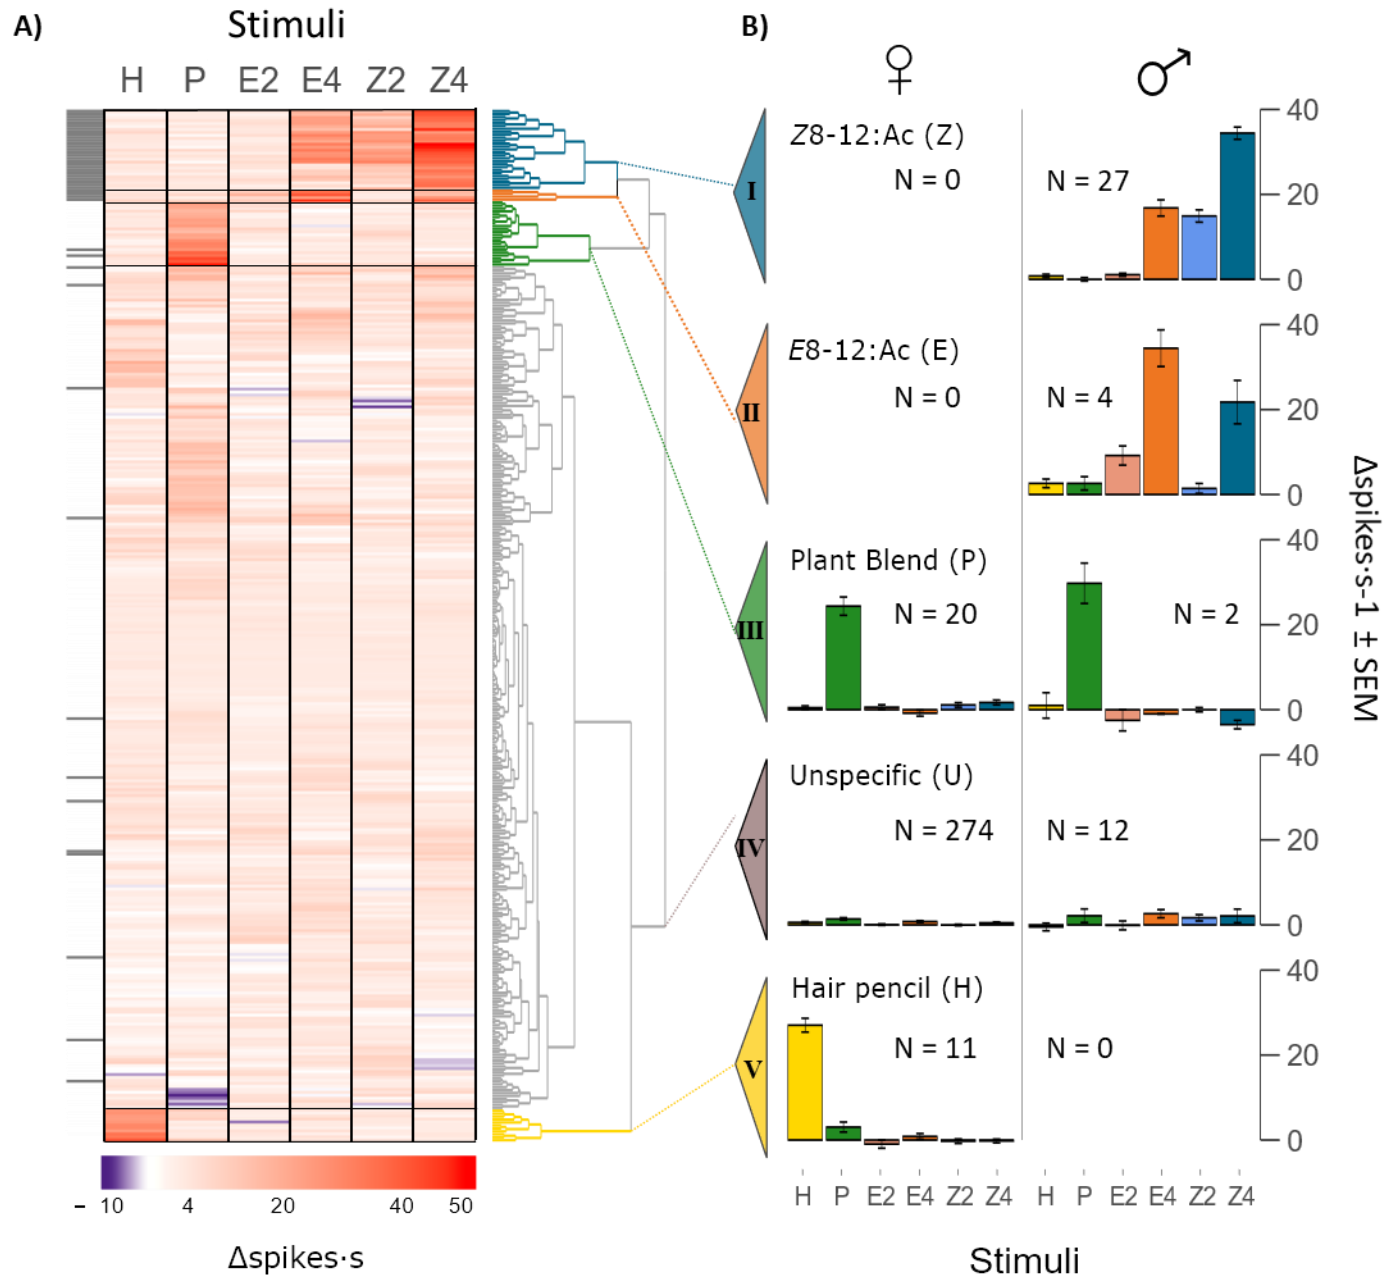 A)
Stimuli
H P E2 E4 Z2 Z4
– 10 4 20 40 50
Δspikes·s
B)
♀ ♂
I
Z8-12:Ac (Z)
N = 0
N = 27
40
20
0
II
E8-12:Ac (E)
N = 0
N = 4
40
20
0
III
Plant Blend (P)
N = 20
N = 2
40
20
0
IV
Unspecific (U)
N = 274
N = 12
40
20
0
V
Hair pencil (H)
N = 11
N = 0
40
20
0
Δspikes·s-1 ± SEM
H P E2 E4 Z2 Z4 H P E2 E4 Z2 Z4
Stimuli